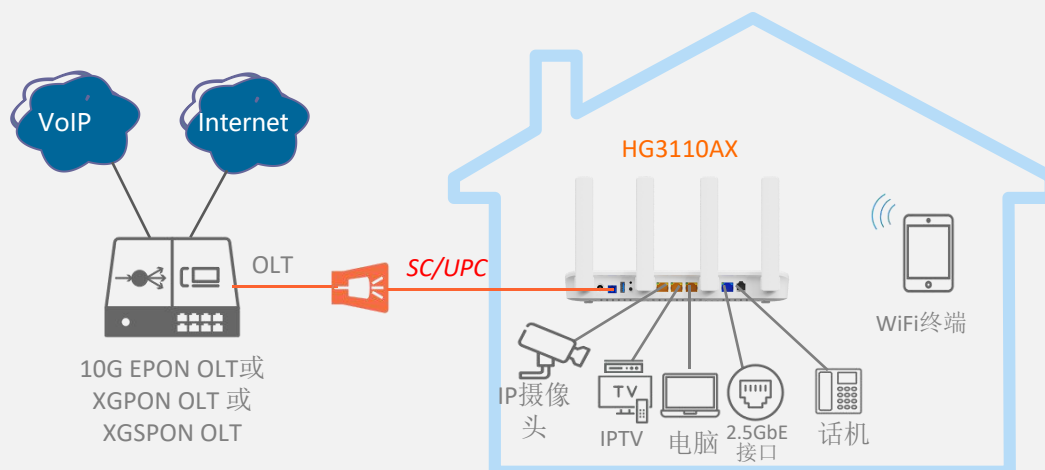 VoIP
Internet
HG3110AX
OLT
SC/UPC
10G EPON OLT或
XGPON OLT 或
XGSPON OLT
WiFi终端
IP摄像
头
TV
IPTV
电脑
2.5GbE
接口
话机